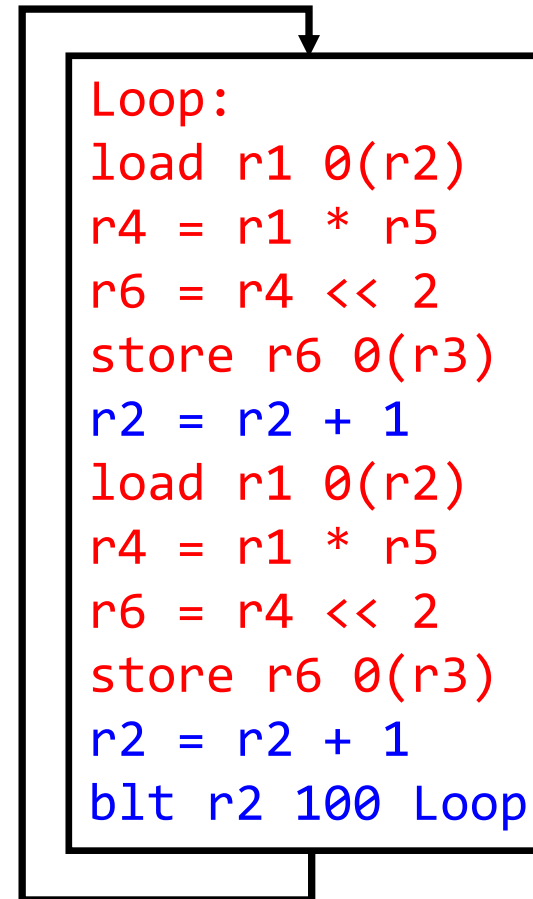 Loop:
load r1 0(r2)
r4 = r1 * r5
r6 = r4 << 2
store r6 0(r3)
r2 = r2 + 1
load r1 0(r2)
r4 = r1 * r5
r6 = r4 << 2
store r6 0(r3)
r2 = r2 + 1
blt r2 100 Loop